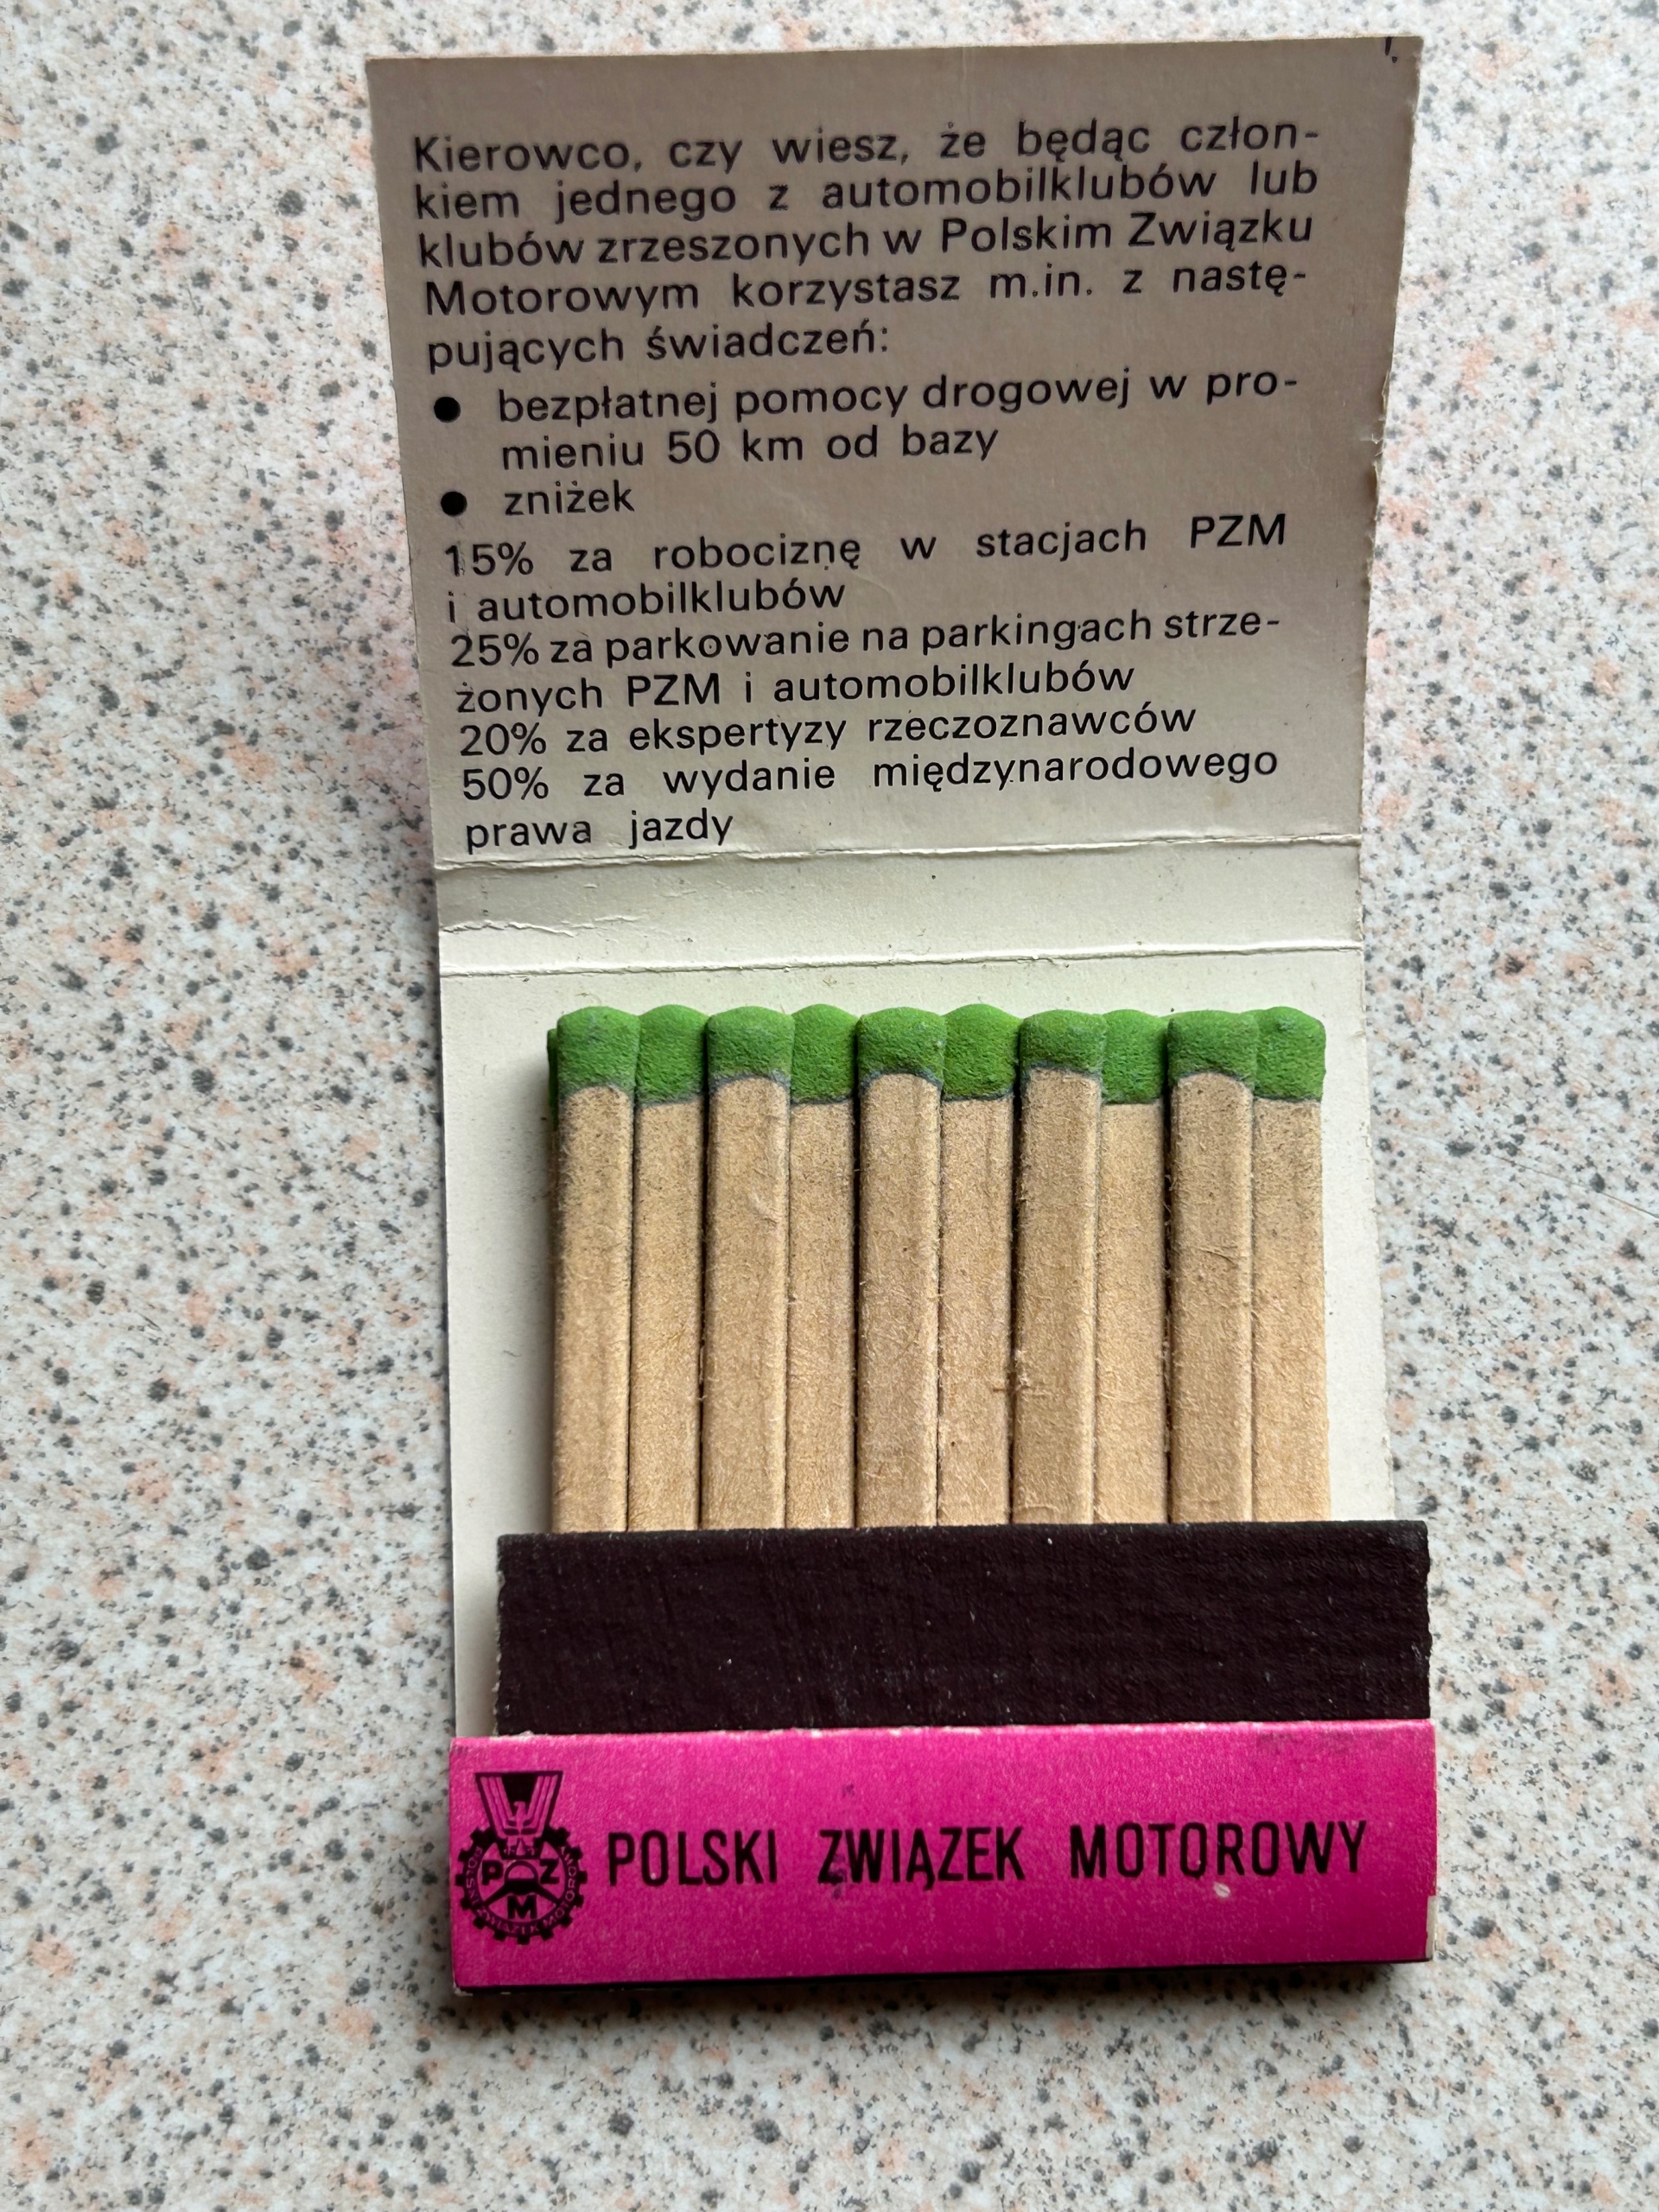 Kierowco, czy wiesz, że będąc człon-
kiem jednego z automobilklubów lub
klubów zrzeszonych w Polskim Związku
Motorowym korzystasz m.in. z nastę-
pujących świadczeń:
● bezpłatnej pomocy drogowej w pro-
mieniu 50 km od bazy
● zniżek
15% za robociznę w stacjach PZM
i automobilklubów
25% za parkowanie na parkingach strze-
żonych PZM i automobilklubów
20% za ekspertyzy rzeczoznawców
50% za wydanie międzynarodowego
prawa jazdy
P Z
M
POLSKI ZWIĄZEK MOTOROWY